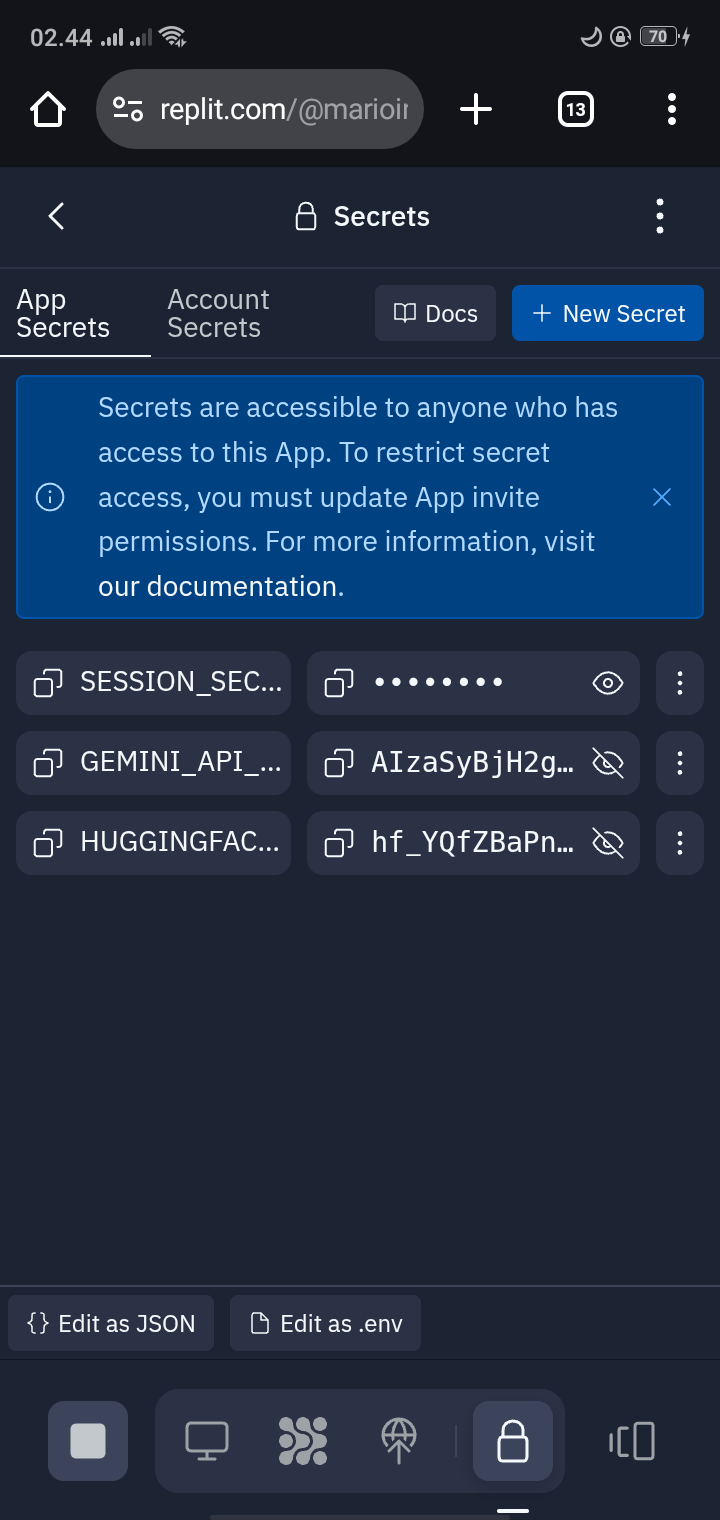 02.44
70
replit.com/@marioir
13
Secrets
App Secrets
Account Secrets
Docs
New Secret
Secrets are accessible to anyone who has
access to this App. To restrict secret
access, you must update App invite
permissions. For more information, visit
our documentation.
SESSION_SEC... ••••••••
GEMINI_API_... AIzaSyBjH2g…
HUGGINGFAC... hf_YQfZBaPn…
{} Edit as JSON
Edit as .env